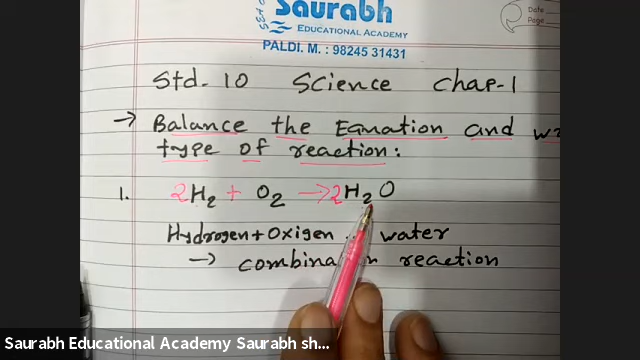 Saurabh
EDUCATIONAL ACADEMY
PALDI. M. : 98245 31431
Date
Page
Std-10 Science Chap-1
→ Balance the Equation and
type of reaction:
1. 2H₂ + O₂ → 2H₂O
Hydrogen + Oxigen water
→ combina reaction
Saurabh Educational Academy Saurabh sh...